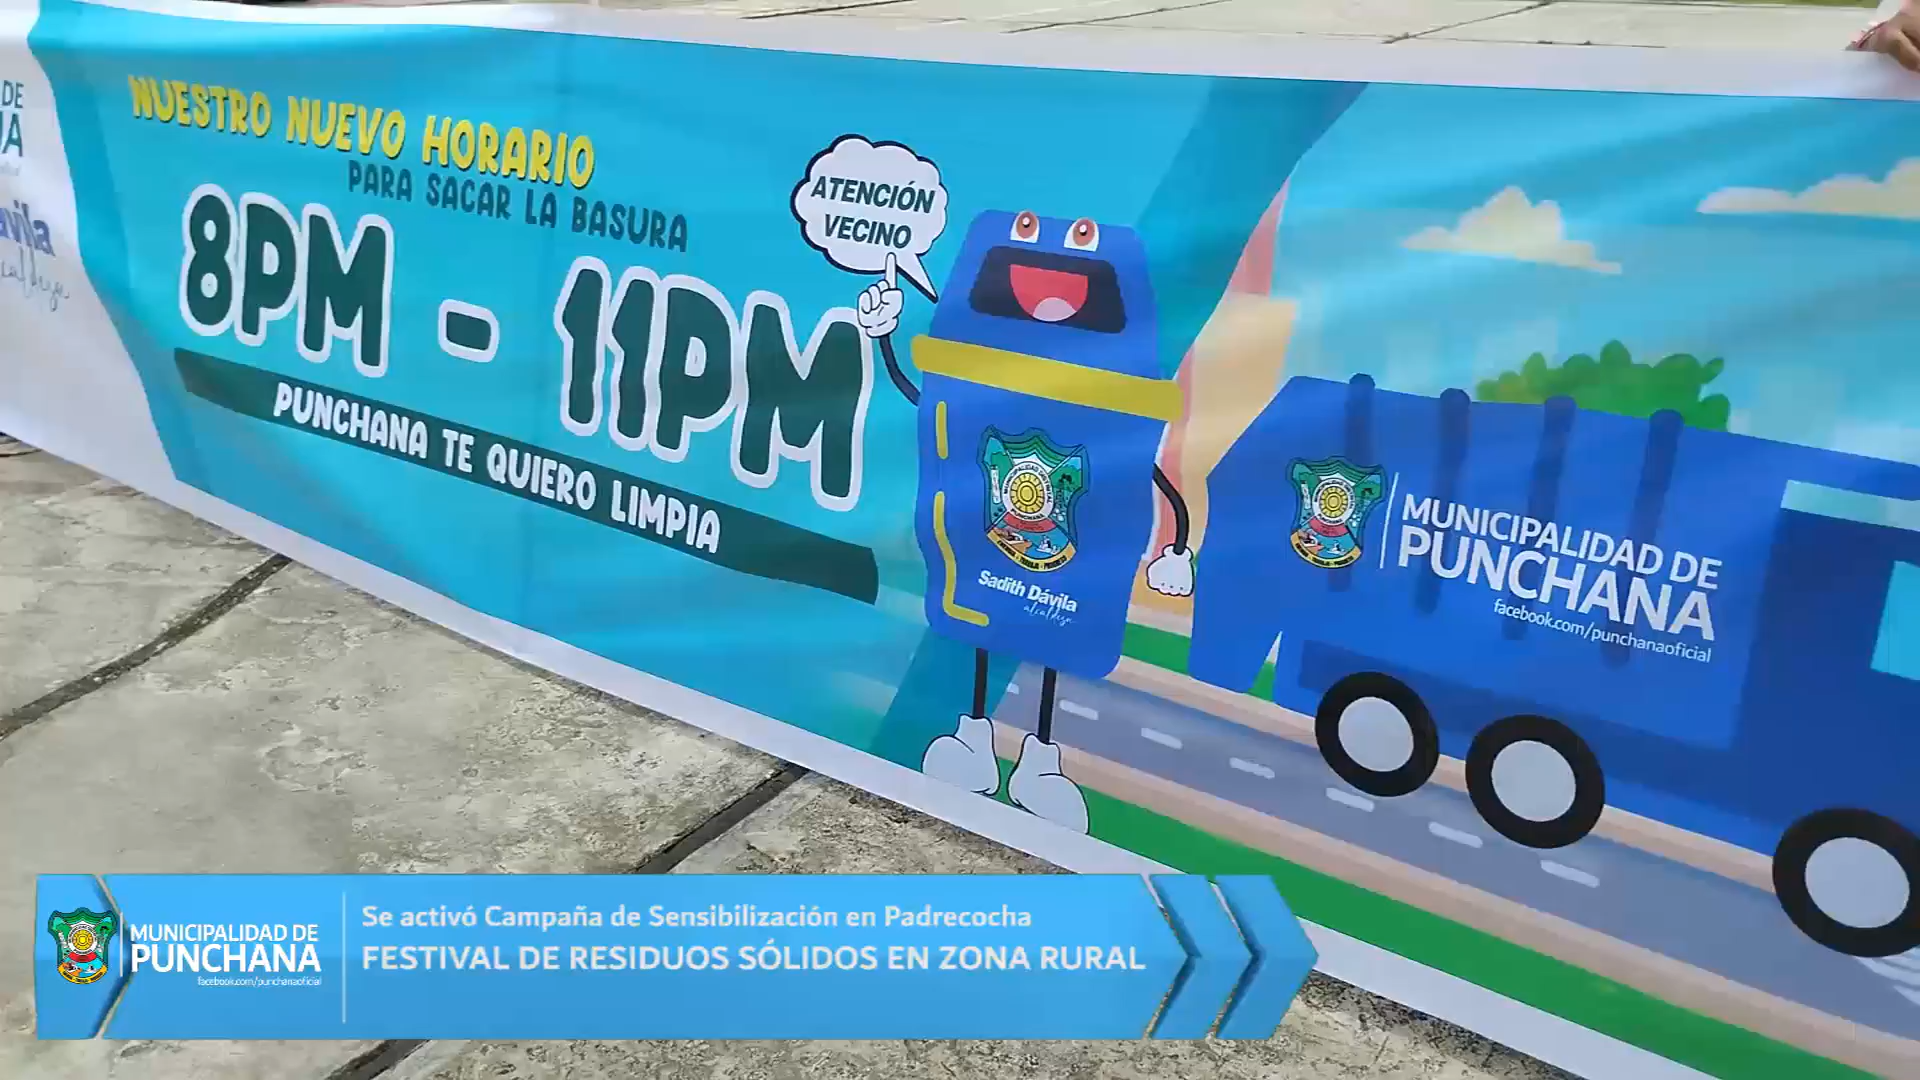 DE
NUESTRO NUEVO HORARIO
PARA SACAR LA BASURA
8PM - 11PM
PUNCHANA TE QUIERO LIMPIA
ATENCIÓN
VECINO
Sadith Dávila
alcaldesa
MUNICIPALIDAD DE
PUNCHANA
facebook.com/punchanaoficial
MUNICIPALIDAD DE
PUNCHANA
facebook.com/punchanaoficial
Se activó Campaña de Sensibilización en Padrecocha
FESTIVAL DE RESIDUOS SÓLIDOS EN ZONA RURAL